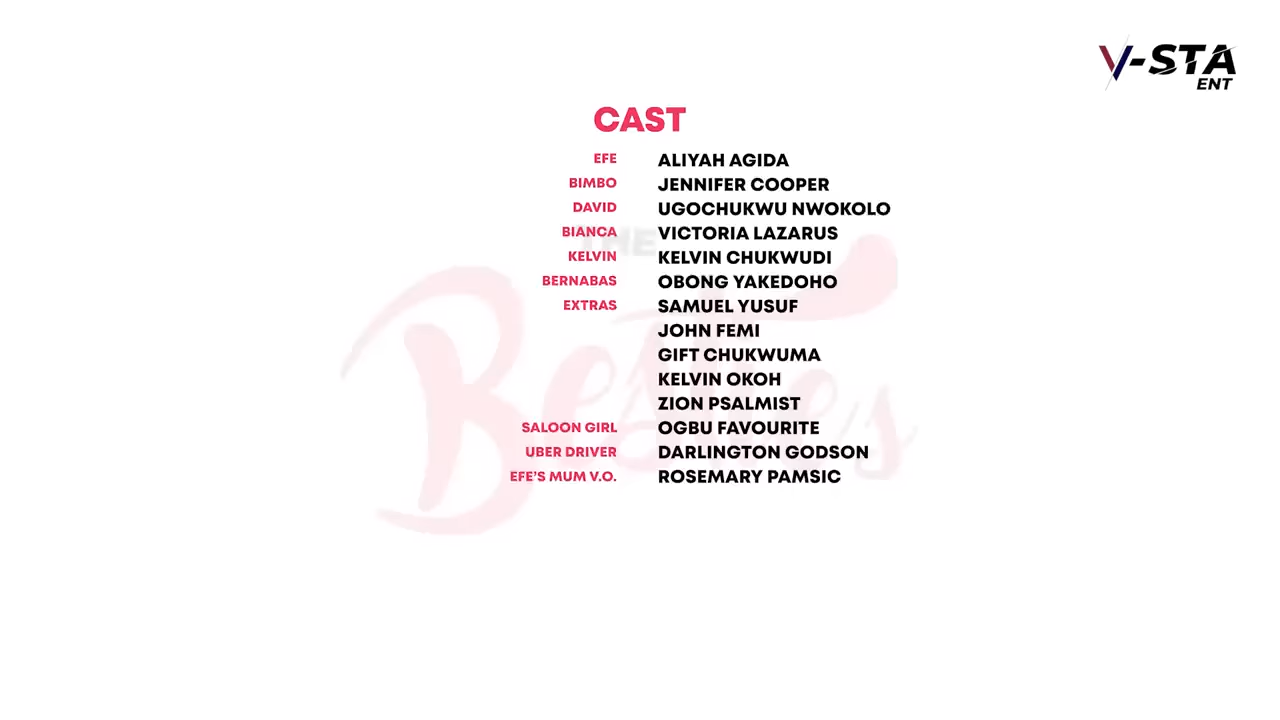 V-STA
ENT
CAST
EFE ALIYAH AGIDA
BIMBO JENNIFER COOPER
DAVID UGOCHUKWU NWOKOLO
BIANCA VICTORIA LAZARUS
KELVIN KELVIN CHUKWUDI
BERNABAS OBONG YAKEDOHO
EXTRAS SAMUEL YUSUF
JOHN FEMI
GIFT CHUKWUMA
KELVIN OKOH
ZION PSALMIST
SALOON GIRL OGBU FAVOURITE
UBER DRIVER DARLINGTON GODSON
EFE'S MUM V.O. ROSEMARY PAMSIC
THE
Besties